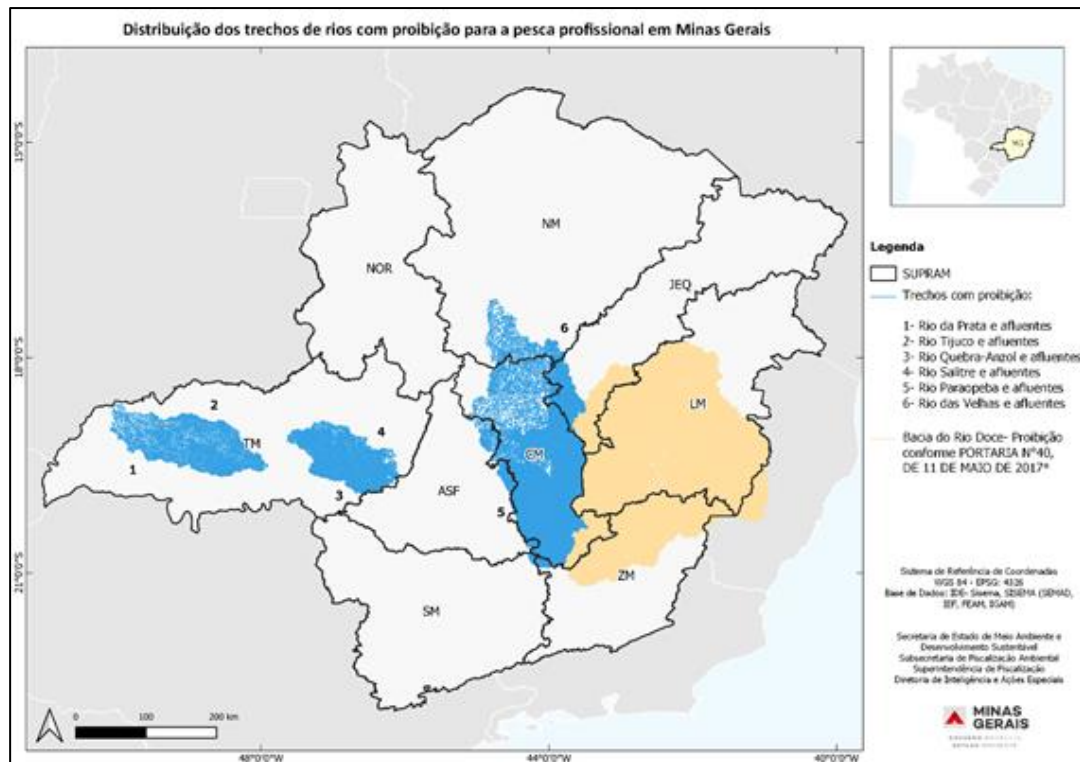 Distribuição dos trechos de rios com proibição para a pesca profissional em Minas Gerais
15°0'0"S
18°0'0"S
21°0'0"S
48°0'0"W
44°0'0"W
40°0'0"W
NM
NOR
JEQ
6
LM
2
TM
1
4
3
CM
ASF
5
ZM
SM
0 100 200 km
MG
Legenda
SUPRAM
Trechos com proibição:
1- Rio da Prata e afluentes
2- Rio Tijuco e afluentes
3- Rio Quebra-Anzol e afluentes
4- Rio Salitre e afluentes
5- Rio Paraopeba e afluentes
6- Rio das Velhas e afluentes
Bacia do Rio Doce- Proibição
conforme PORTARIA N°40,
DE 11 DE MAIO DE 2017*
Sistema de Referência de Coordenadas
WGS 84 - EPSG: 4326
Base de Dados: IDE- Sisema, SISEMA (SEMAD,
IEF, FEAM, IGAM)
Secretaria de Estado de Meio Ambiente e
Desenvolvimento Sustentável
Subsecretaria de Fiscalização Ambiental
Superintendência de Fiscalização
Diretoria de Inteligência e Ações Especiais
MINAS
GERAIS